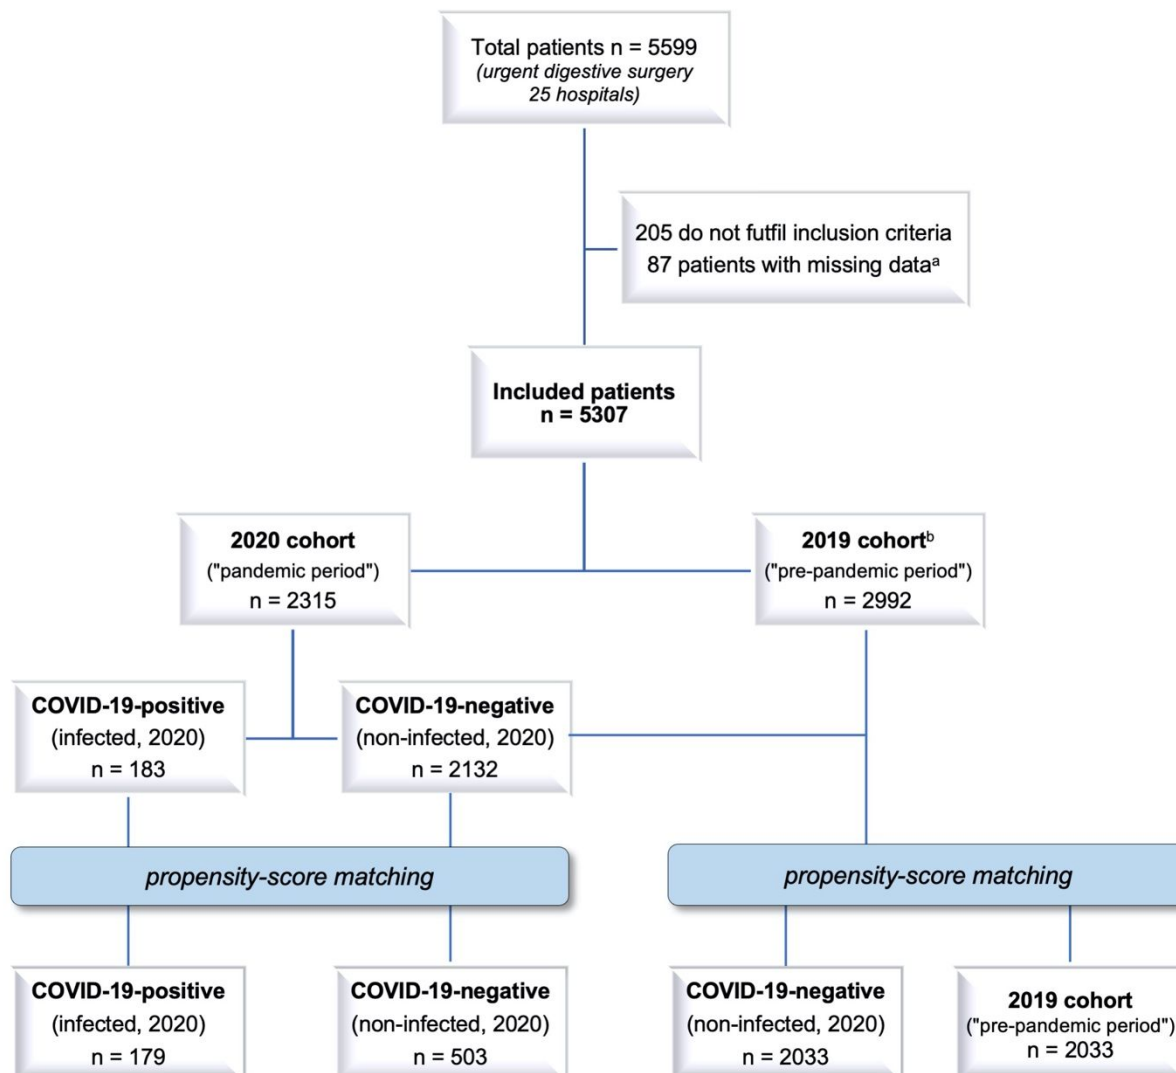 Total patients n = 5599
(urgent digestive surgery
25 hospitals)
205 do not futfil inclusion criteria
87 patients with missing dataᵃ
Included patients
n = 5307
2020 cohort
("pandemic period")
n = 2315
2019 cohortᵇ
("pre-pandemic period")
n = 2992
COVID-19-positive
(infected, 2020)
n = 183
COVID-19-negative
(non-infected, 2020)
n = 2132
propensity-score matching
propensity-score matching
COVID-19-positive
(infected, 2020)
n = 179
COVID-19-negative
(non-infected, 2020)
n = 503
COVID-19-negative
(non-infected, 2020)
n = 2033
2019 cohort
("pre-pandemic period")
n = 2033